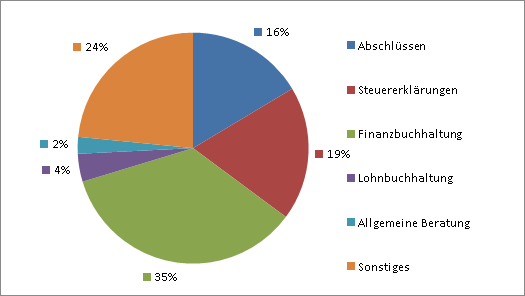 16%
24%
19%
2%
4%
35%
Abschlüssen
Steuererklärungen
Finanzbuchhaltung
Lohnbuchhaltung
Allgemeine Beratung
Sonstiges